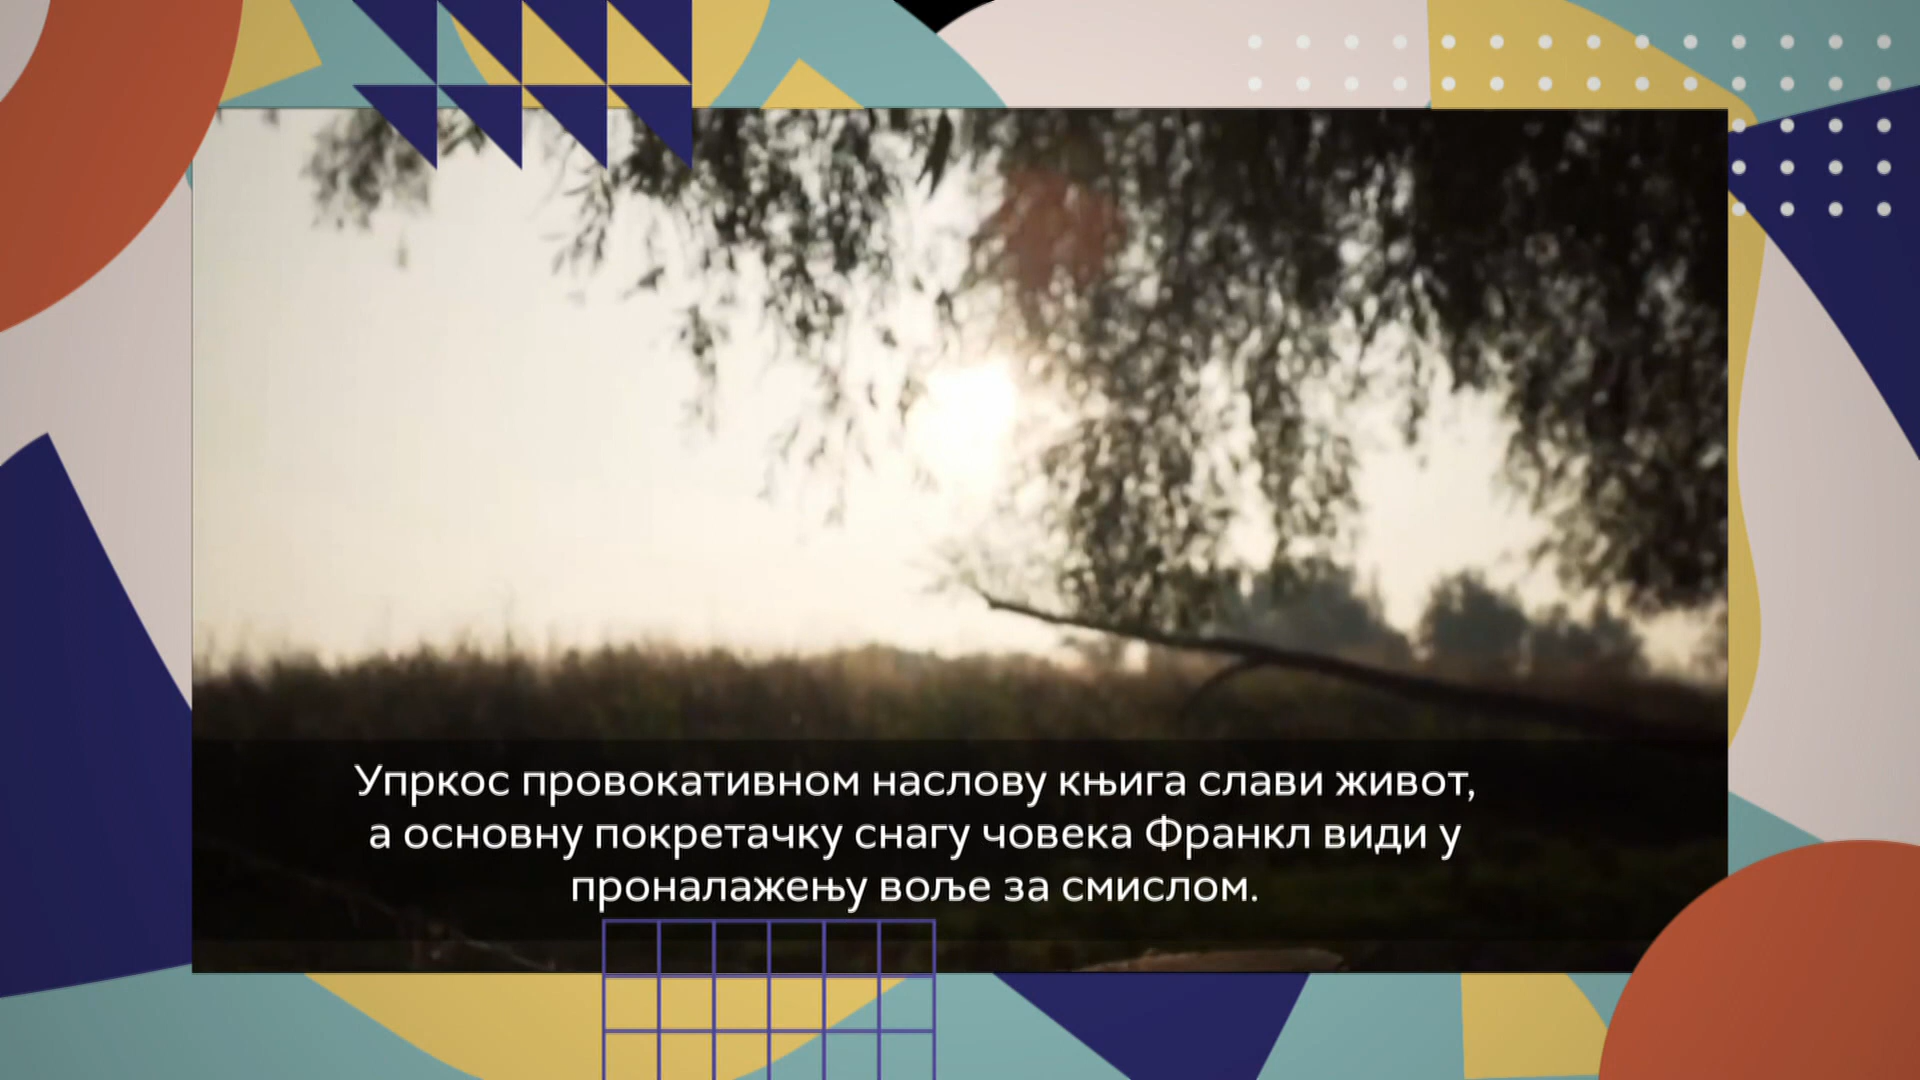 Упркос провокативном наслову књига слави живот,
а основну покретачку снагу човека Франкл види у
проналажењу воље за смислом.